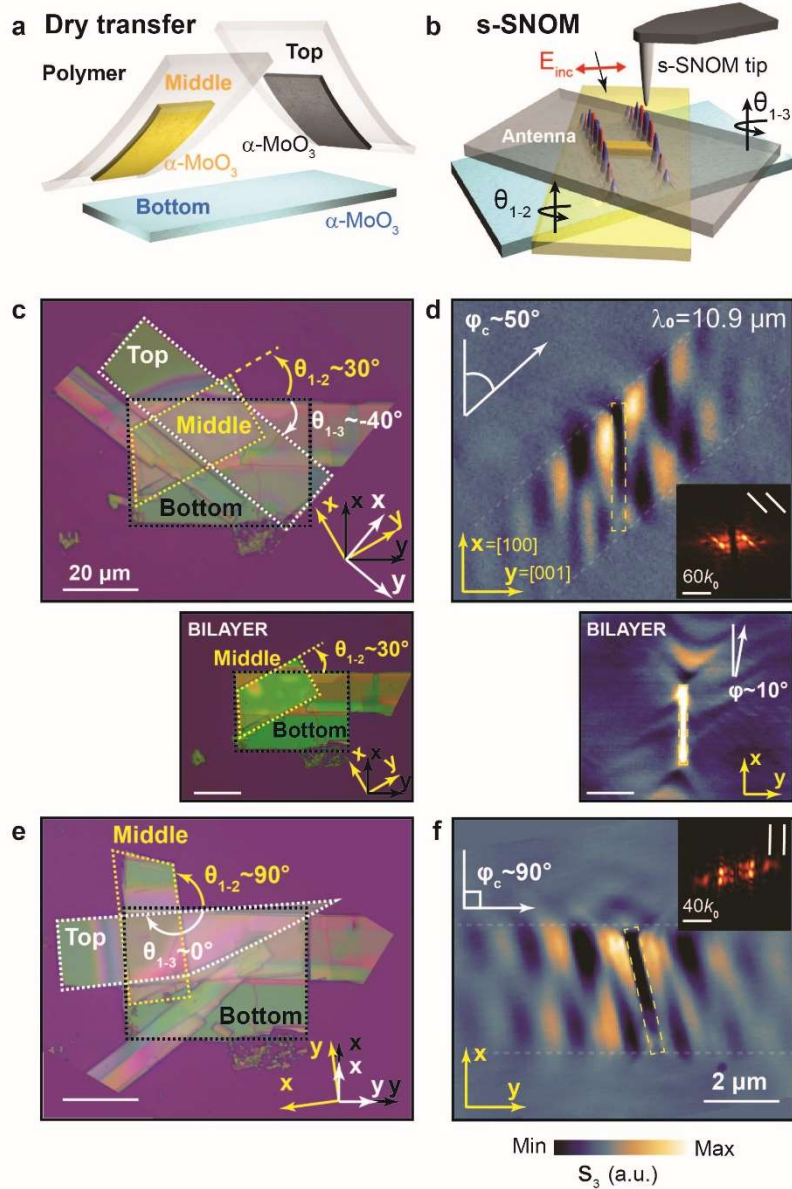 a Dry transfer
Polymer
Middle
Top
α-MoO₃
α-MoO₃
Bottom
α-MoO₃
b s-SNOM
E_inc
s-SNOM tip
Antenna
θ₁₋₃
θ₁₋₂
c
Top
θ₁₋₂~30°
Middle
θ₁₋₃~-40°
Bottom
x x x
y
y
y
20 µm
d
φ_c~50°
λ₀=10.9 µm
x=[100]
y=[001]
60k₀
BILAYER
θ₁₋₂~30°
Middle
Bottom
x x
y
y
BILAYER
φ~10°
x
y
e
Middle
θ₁₋₂~90°
Top
θ₁₋₃~0°
Bottom
y x
x
x y y
f
φ_c~90°
40k₀
x
y
2 µm
Min Max
S₃ (a.u.)